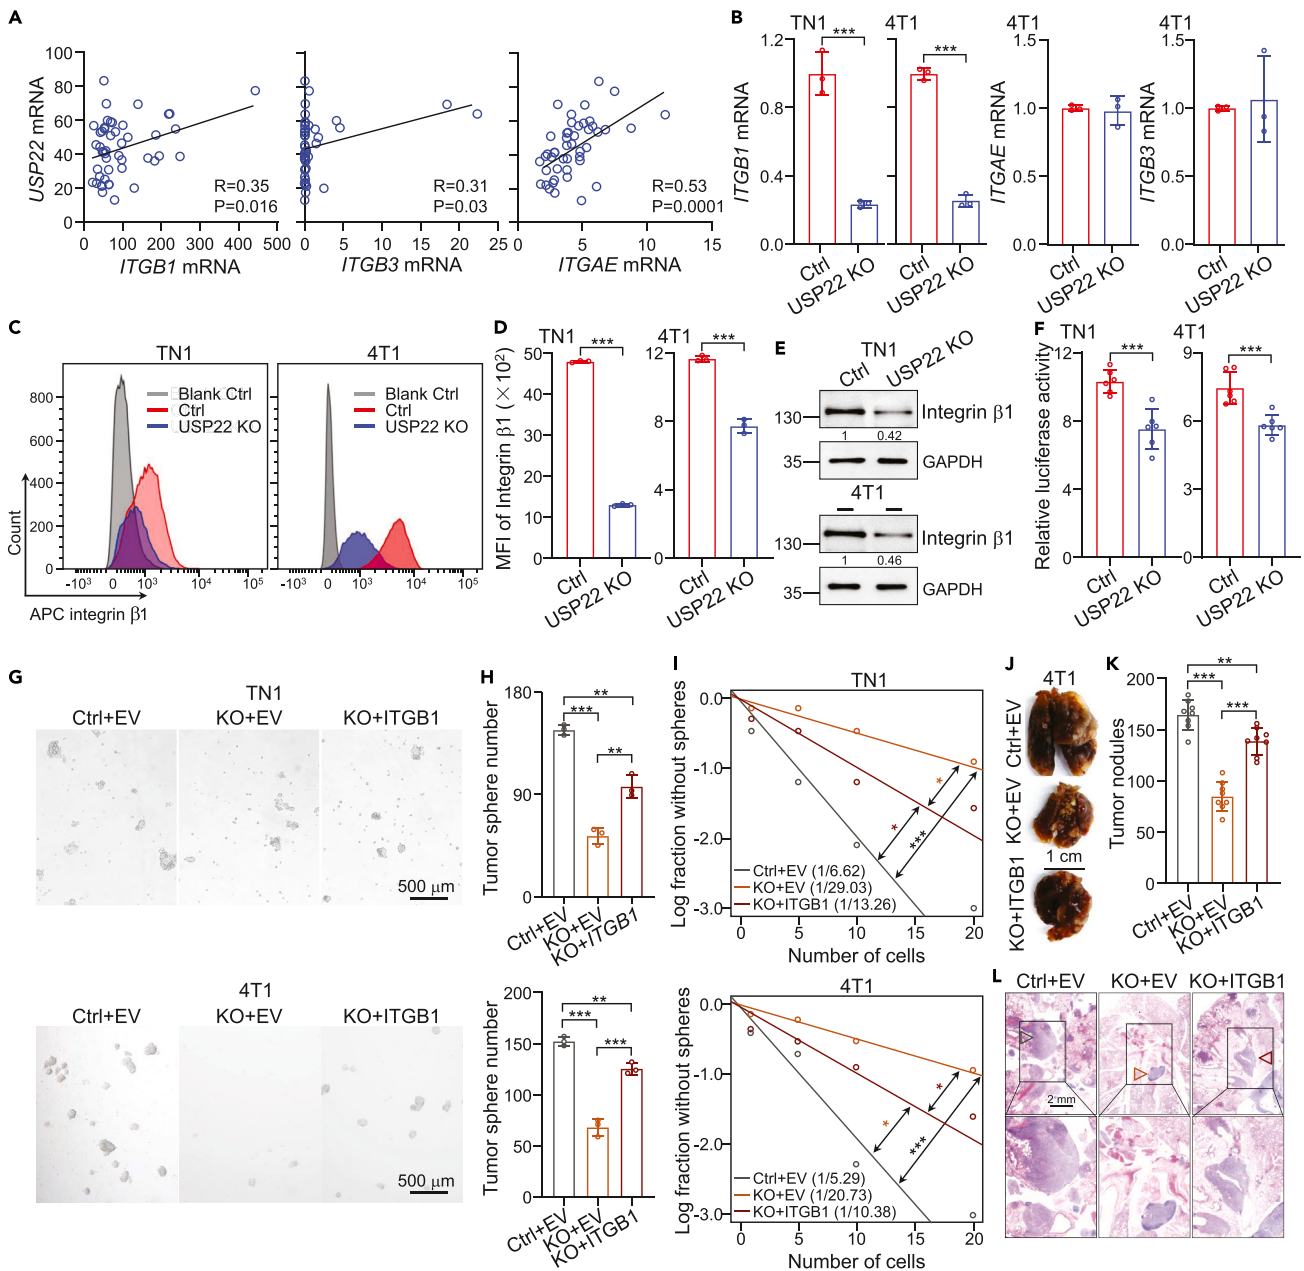 A
USP22 mRNA
100
80
60
40
20
0
R=0.35
P=0.016
0 100 200 300 400 500
ITGB1 mRNA
R=0.31
P=0.03
0 5 10 15 20 25
ITGB3 mRNA
R=0.53
P=0.0001
0 5 10 15
ITGAE mRNA
B
TN1
ITGB1 mRNA
1.2
0.8
0.4
0.0
***
Ctrl
USP22 KO
4T1
***
Ctrl
USP22 KO
4T1
ITGAE mRNA
1.5
1.0
0.5
0.0
Ctrl
USP22 KO
4T1
ITGB3 mRNA
1.5
1.0
0.5
0.0
Ctrl
USP22 KO
C
TN1
Count
800
600
400
200
0
Blank Ctrl
Ctrl
USP22 KO
-10³ 0 10³ 10⁴ 10⁵
APC integrin β1
4T1
Blank Ctrl
Ctrl
USP22 KO
-10³ 0 10³ 10⁴ 10⁵
D
TN1
MFI of Integrin β1 (×10²)
50
40
30
20
10
0
***
Ctrl
USP22 KO
4T1
12
8
4
0
***
Ctrl
USP22 KO
E
TN1
Ctrl
USP22 KO
130
Integrin β1
1 0.42
35
GAPDH
4T1
130
Integrin β1
1 0.46
35
GAPDH
F
TN1
Relative luciferase activity
12
8
4
0
***
Ctrl
USP22 KO
4T1
9
6
3
0
***
Ctrl
USP22 KO
G
TN1
Ctrl+EV KO+EV KO+ITGB1
500 µm
4T1
Ctrl+EV KO+EV KO+ITGB1
500 µm
H
Tumor sphere number
180
90
0
**
***
**
Ctrl+EV
KO+EV
KO+ITGB1
Tumor sphere number
200
150
100
50
0
**
***
***
Ctrl+EV
KO+EV
KO+ITGB1
I
TN1
Log fraction without spheres
0.0
-1.0
-2.0
-3.0
*
*
***
Ctrl+EV (1/6.62)
KO+EV (1/29.03)
KO+ITGB1 (1/13.26)
0 5 10 15 20
Number of cells
4T1
Log fraction without spheres
0.0
-1.0
-2.0
-3.0
*
*
***
Ctrl+EV (1/5.29)
KO+EV (1/20.73)
KO+ITGB1 (1/10.38)
0 5 10 15 20
Number of cells
J
4T1
Ctrl+EV
KO+EV
1 cm
KO+ITGB1
K
Tumor nodules
200
150
100
50
0
**
***
***
Ctrl+EV
KO+EV
KO+ITGB1
L
Ctrl+EV KO+EV KO+ITGB1
2 mm